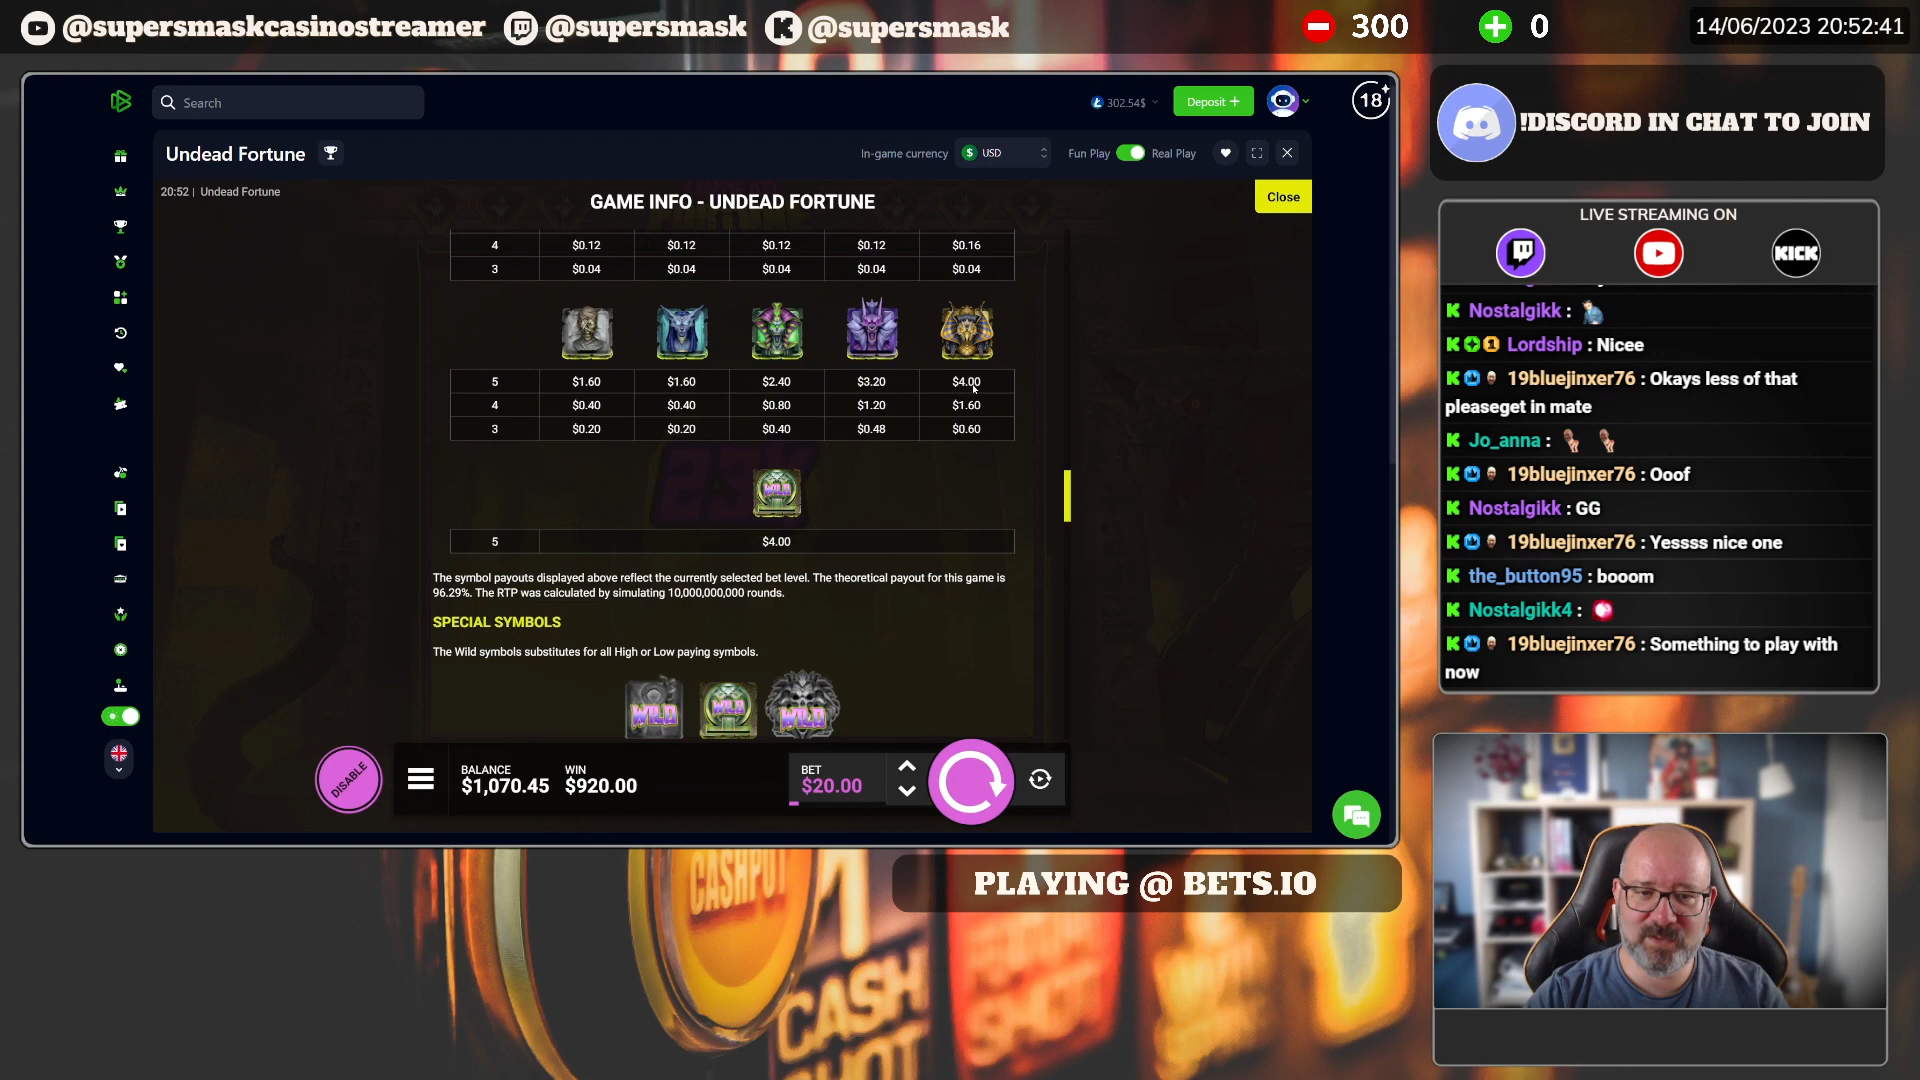 @supersmaskcasinostreamer @supersmask @supersmask
300 0
14/06/2023 20:52:41
Search
302.54$
Deposit +
18+
Undead Fortune
In-game currency $ USD
Fun Play Real Play
20:52 | Undead Fortune
GAME INFO - UNDEAD FORTUNE
Close
4 $0.12 $0.12 $0.12 $0.12 $0.16
3 $0.04 $0.04 $0.04 $0.04 $0.04
5 $1.60 $1.60 $2.40 $3.20 $4.00
4 $0.40 $0.40 $0.80 $1.20 $1.60
3 $0.20 $0.20 $0.40 $0.48 $0.60
WILD
5 $4.00
The symbol payouts displayed above reflect the currently selected bet level. The theoretical payout for this game is
96.29%. The RTP was calculated by simulating 10,000,000,000 rounds.
SPECIAL SYMBOLS
The Wild symbols substitutes for all High or Low paying symbols.
WILD WILD WILD
DISABLE
BALANCE WIN BET
$1,070.45 $920.00 $20.00
PLAYING @ BETS.IO
CASHPOT
CASH
SHOT
!DISCORD IN CHAT TO JOIN
LIVE STREAMING ON
KICK
Nostalgikk :
Lordship : Nicee
19bluejinxer76 : Okays less of that
pleaseget in mate
Jo_anna :
19bluejinxer76 : Ooof
Nostalgikk : GG
19bluejinxer76 : Yessss nice one
the_button95 : booom
Nostalgikk4 :
19bluejinxer76 : Something to play with
now